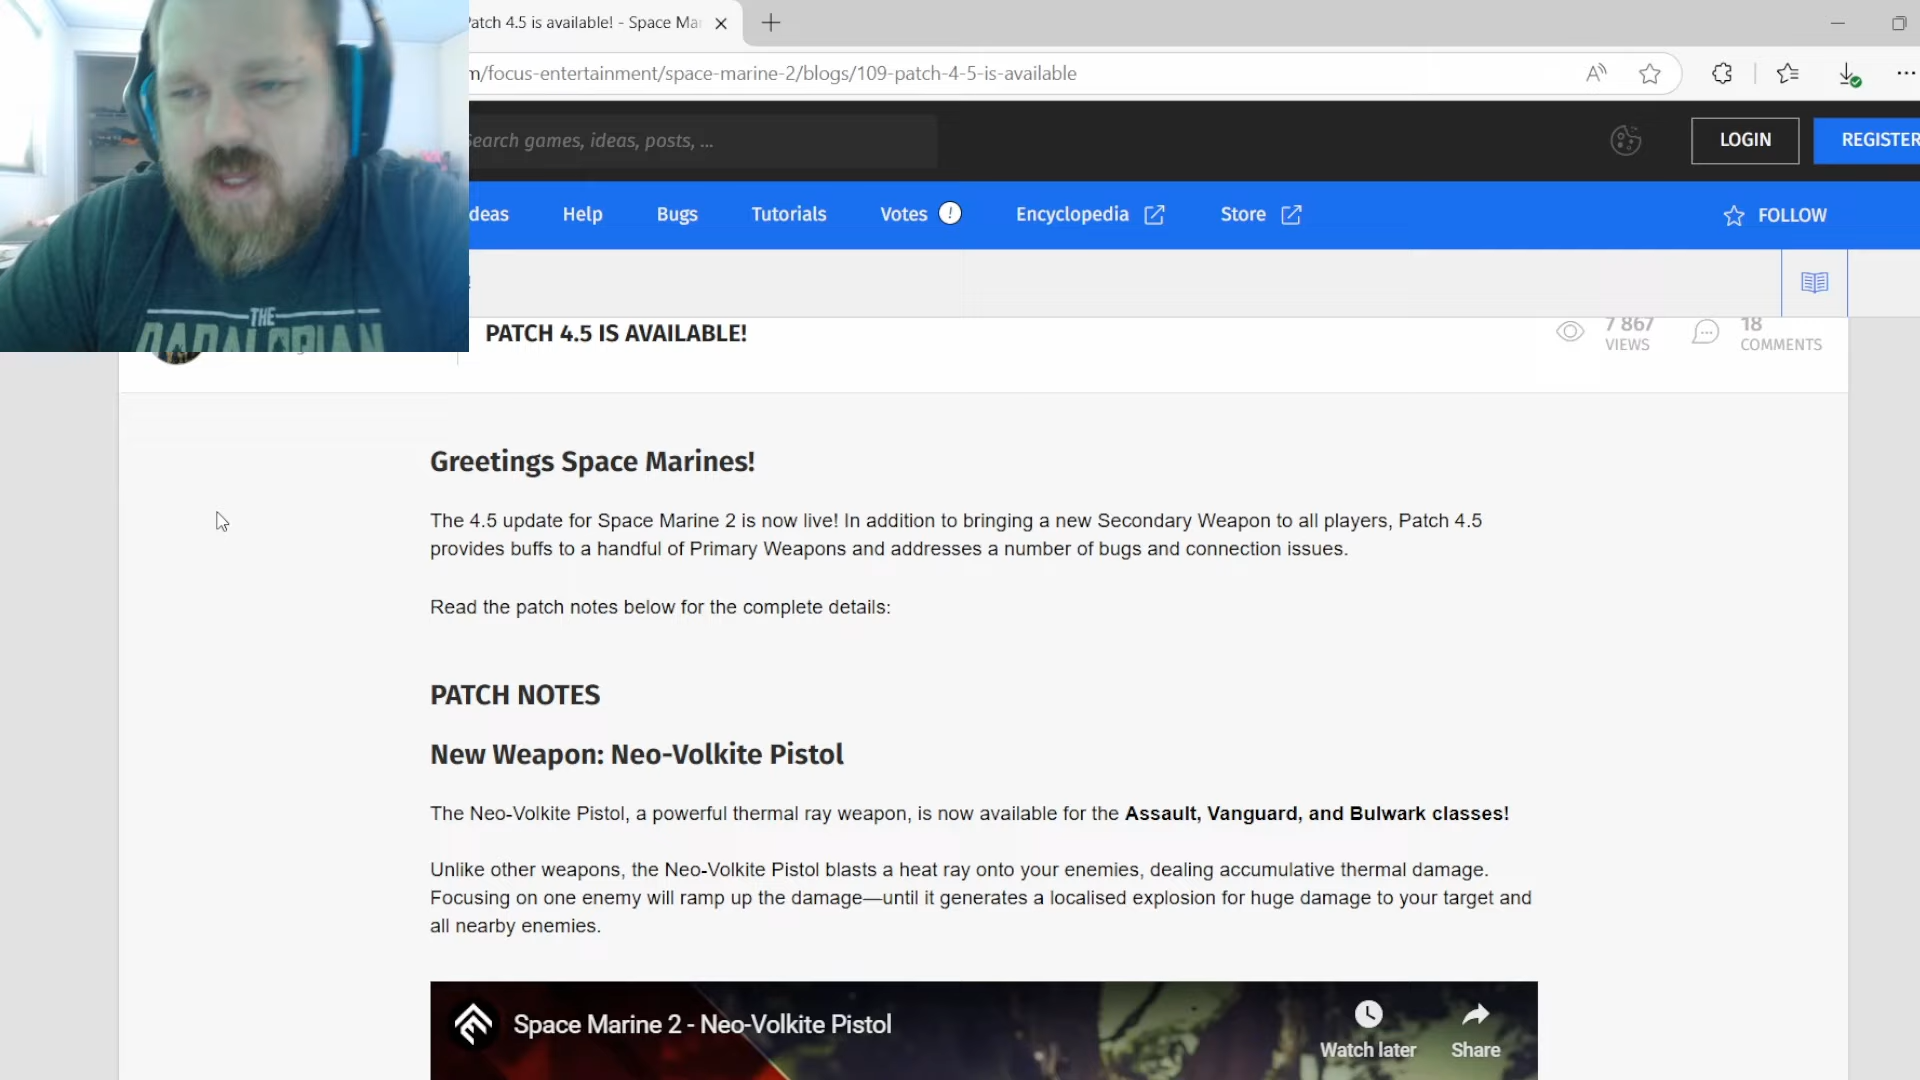 Patch 4.5 is available! - Space Mar
m/focus-entertainment/space-marine-2/blogs/109-patch-4-5-is-available
Search games, ideas, posts, ...
LOGIN
REGISTER
deas
Help
Bugs
Tutorials
Votes
Encyclopedia
Store
FOLLOW
THE
DADALORIAN
PATCH 4.5 IS AVAILABLE!
7 867
VIEWS
18
COMMENTS
Greetings Space Marines!
The 4.5 update for Space Marine 2 is now live! In addition to bringing a new Secondary Weapon to all players, Patch 4.5
provides buffs to a handful of Primary Weapons and addresses a number of bugs and connection issues.
Read the patch notes below for the complete details:
PATCH NOTES
New Weapon: Neo-Volkite Pistol
The Neo-Volkite Pistol, a powerful thermal ray weapon, is now available for the Assault, Vanguard, and Bulwark classes!
Unlike other weapons, the Neo-Volkite Pistol blasts a heat ray onto your enemies, dealing accumulative thermal damage.
Focusing on one enemy will ramp up the damage—until it generates a localised explosion for huge damage to your target and
all nearby enemies.
Space Marine 2 - Neo-Volkite Pistol
Watch later
Share